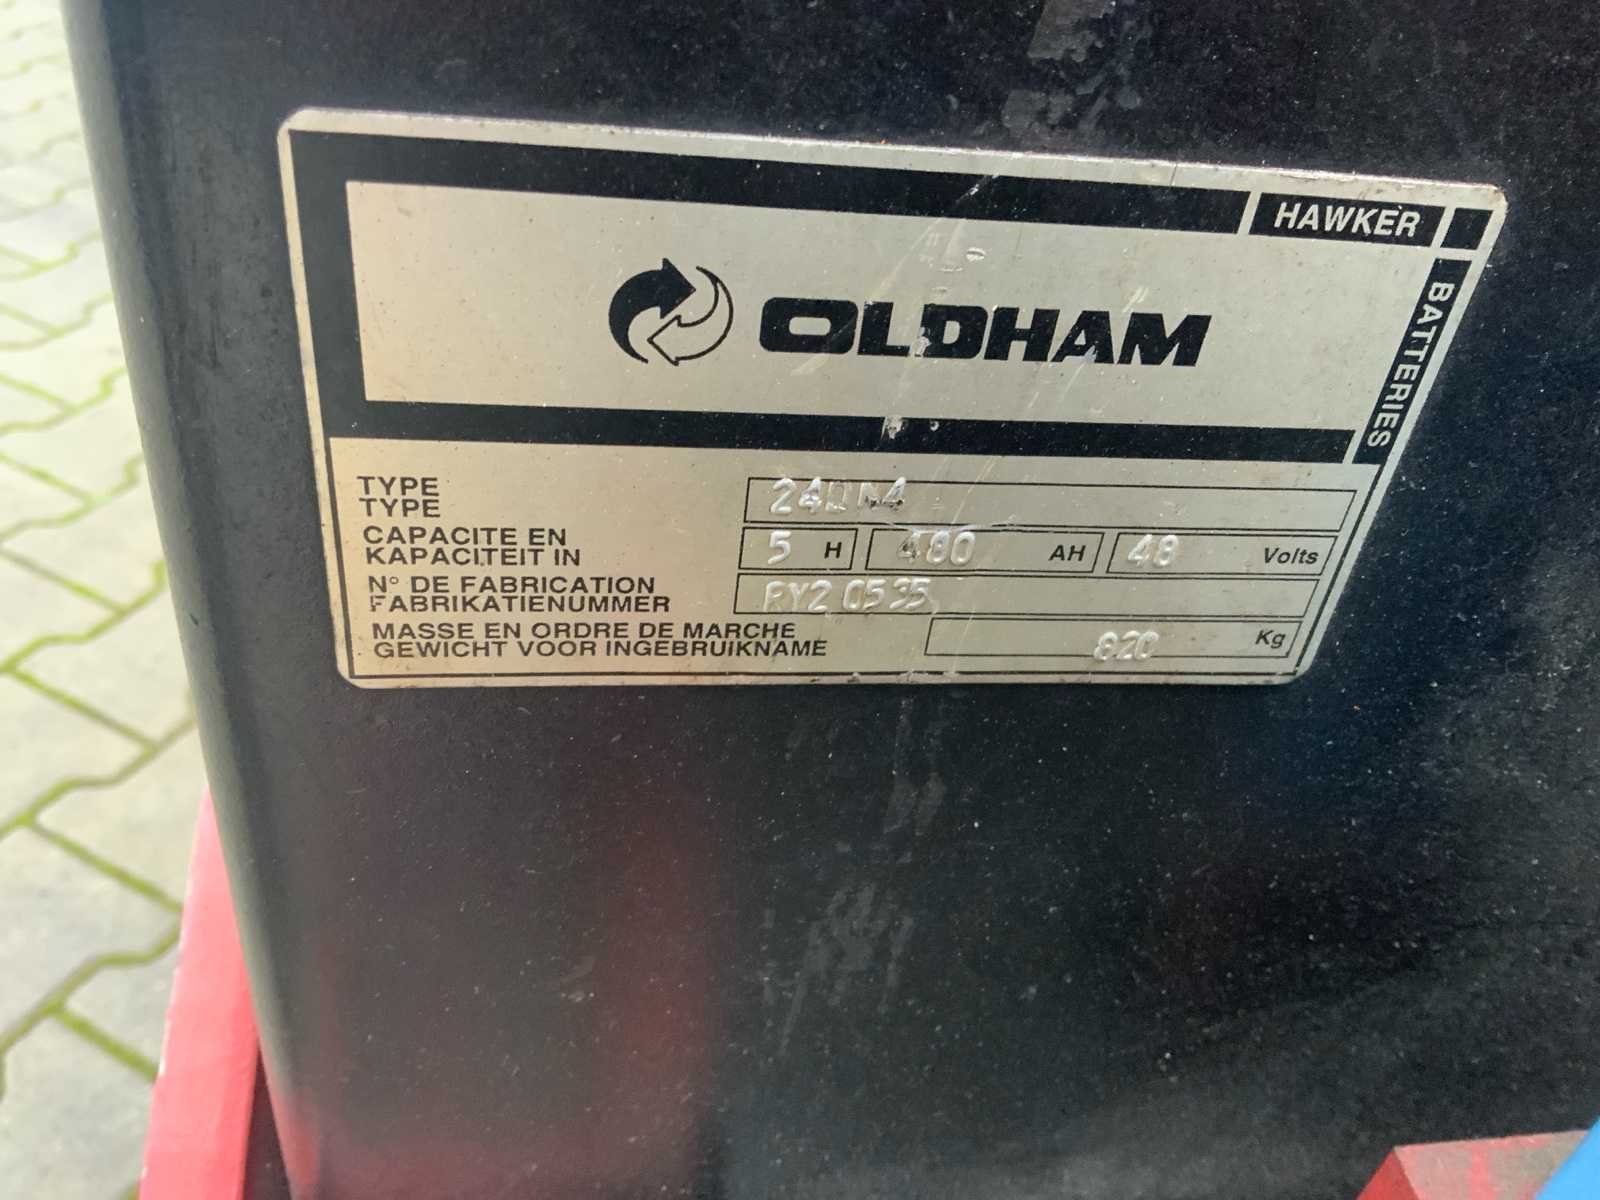 HAWKER
BATTERIES
OLDHAM
TYPE
TYPE
CAPACITE EN
KAPACITEIT IN
5 H 480 AH 48 Volts
N° DE FABRICATION
FABRIKATIENUMMER
RY2 0535
MASSE EN ORDRE DE MARCHE
GEWICHT VOOR INGEBRUIKNAME
820 Kg